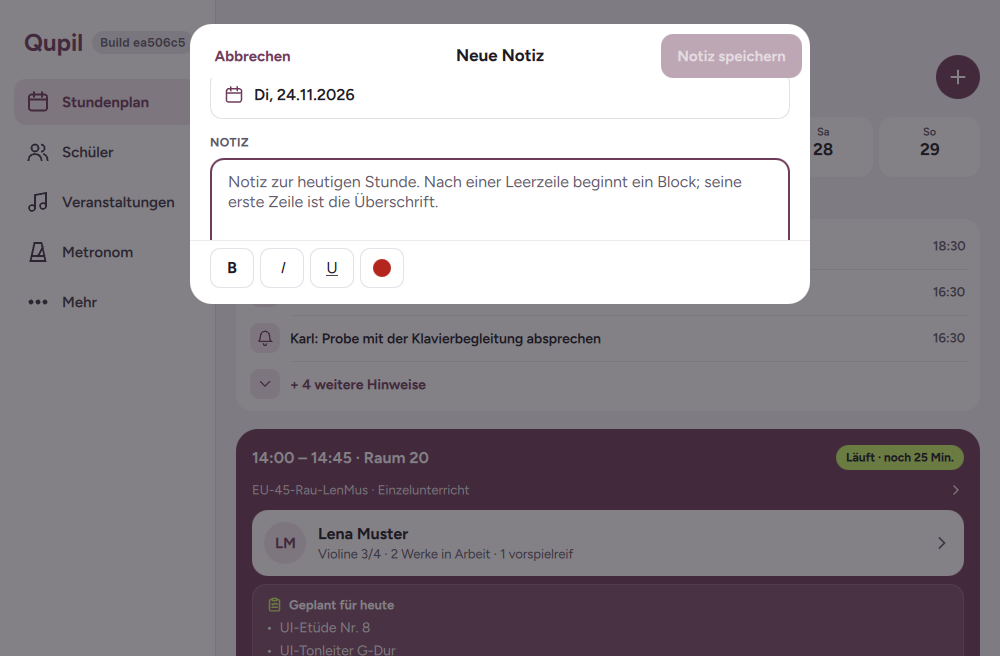 Qupil
Build ea506c5
Stundenplan
Schüler
Veranstaltungen
Metronom
Mehr
Abbrechen
Neue Notiz
Notiz speichern
Di, 24.11.2026
NOTIZ
Notiz zur heutigen Stunde. Nach einer Leerzeile beginnt ein Block; seine
erste Zeile ist die Überschrift.
B
I
U
Sa
28
So
29
18:30
16:30
Karl: Probe mit der Klavierbegleitung absprechen
16:30
+ 4 weitere Hinweise
14:00 – 14:45 · Raum 20
Läuft · noch 25 Min.
EU-45-Rau-LenMus · Einzelunterricht
LM
Lena Muster
Violine 3/4 · 2 Werke in Arbeit · 1 vorspielreif
Geplant für heute
• UI-Etüde Nr. 8
• UI-Tonleiter G-Dur